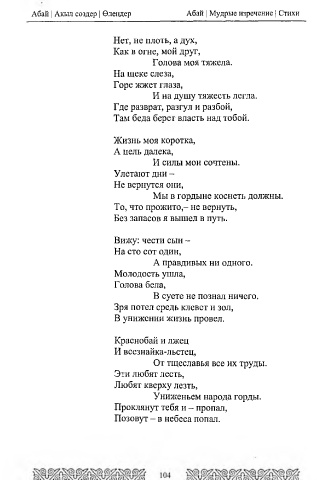 Абай | Акыл создер | Өлендер
Абай | Мудрые изречение | Стихи
Нет, не плоть, а дух,
Как в огне, мой друг,
Голова моя тяжела.
На щеке слеза,
Горе жжет глаза,
И на душу тяжесть легла.
Где разврат, разгул и разбой,
Там беда берет власть над тобой.
Жизнь моя коротка,
А цель далека,
И силы мои сочтены.
Улетают дни –
Не вернутся они,
Мы в гордыне коснеть должны.
То, что прожито,– не вернуть,
Без запасов я вышел в путь.
Вижу: чести сын –
На сто сот один,
А правдивых ни одного.
Молодость ушла,
Голова бела,
В суете не познал ничего.
Зря потел средь клевет и зол,
В унижении жизнь провел.
Краснобай и лжец
И всезнайка-льстец,
От тщеславья все их труды.
Эти любят лесть,
Любят кверху лезть,
Униженьем народа горды.
Проклянут тебя и – пропал,
Позовут – в небеса попал.
104